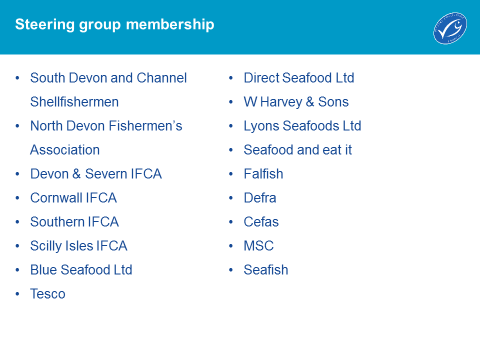 Steering group membership
• South Devon and Channel
Shellfishermen
• North Devon Fishermen’s
Association
• Devon & Severn IFCA
• Cornwall IFCA
• Southern IFCA
• Scilly Isles IFCA
• Blue Seafood Ltd
• Tesco
• Direct Seafood Ltd
• W Harvey & Sons
• Lyons Seafoods Ltd
• Seafood and eat it
• Falfish
• Defra
• Cefas
• MSC
• Seafish